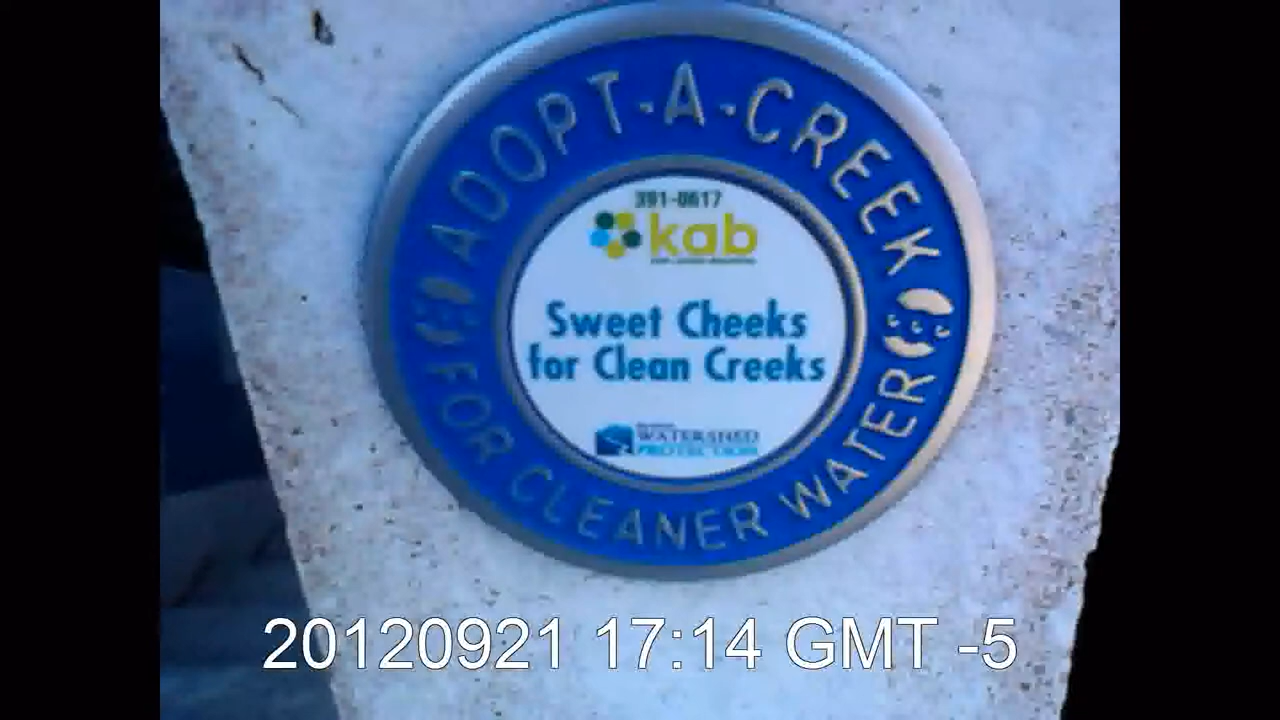 ADOPT-A-CREEK
391-0617
kab
Sweet Cheeks
for Clean Creeks
WATERSHED
PROTECTION
FOR CLEANER WATER
20120921 17:14 GMT -5